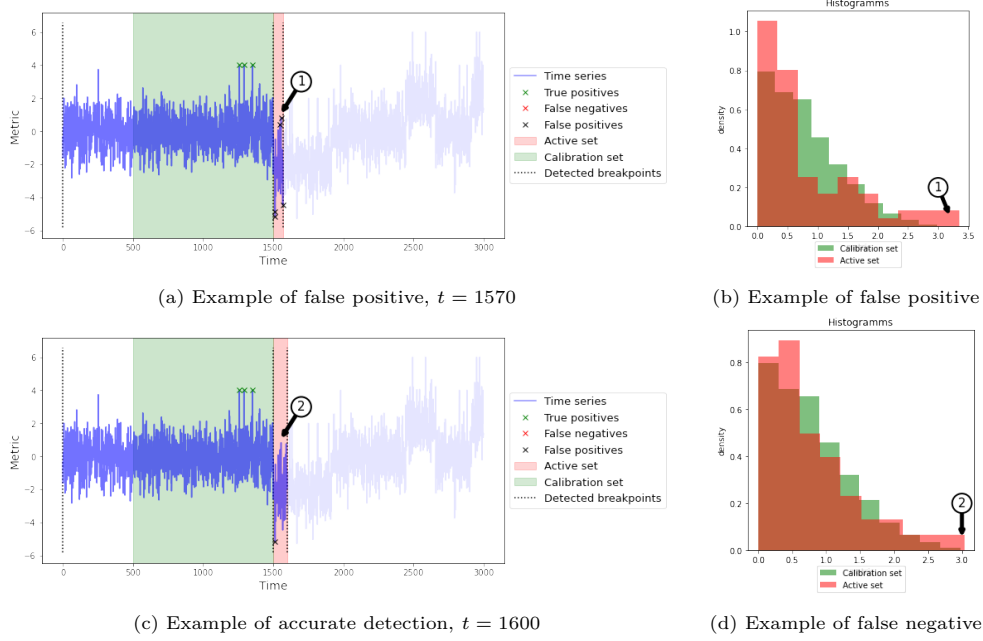 Metric
6
4
2
0
−2
−4
−6
0
500
1000
1500
2000
2500
3000
Time
1
Time series
True positives
False negatives
False positives
Active set
Calibration set
Detected breakpoints
(a) Example of false positive, t = 1570
Histogramms
density
1.0
0.8
0.6
0.4
0.2
0.0
0.0
0.5
1.0
1.5
2.0
2.5
3.0
3.5
1
Calibration set
Active set
(b) Example of false positive
Metric
6
4
2
0
−2
−4
−6
0
500
1000
1500
2000
2500
3000
Time
2
Time series
True positives
False negatives
False positives
Active set
Calibration set
Detected breakpoints
(c) Example of accurate detection, t = 1600
Histogramms
density
0.8
0.6
0.4
0.2
0.0
0.0
0.5
1.0
1.5
2.0
2.5
3.0
2
Calibration set
Active set
(d) Example of false negative